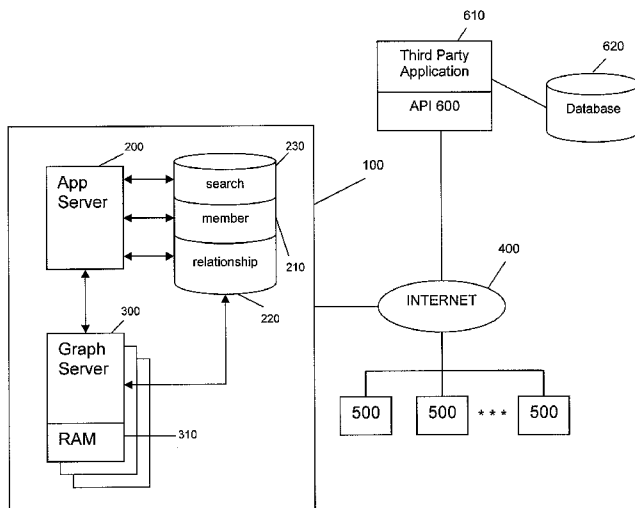 610
Third Party
Application
API 600
620
Database
200
App
Server
230
search
member
relationship
210
220
100
400
INTERNET
300
Graph
Server
RAM
310
500
500
* * *
500